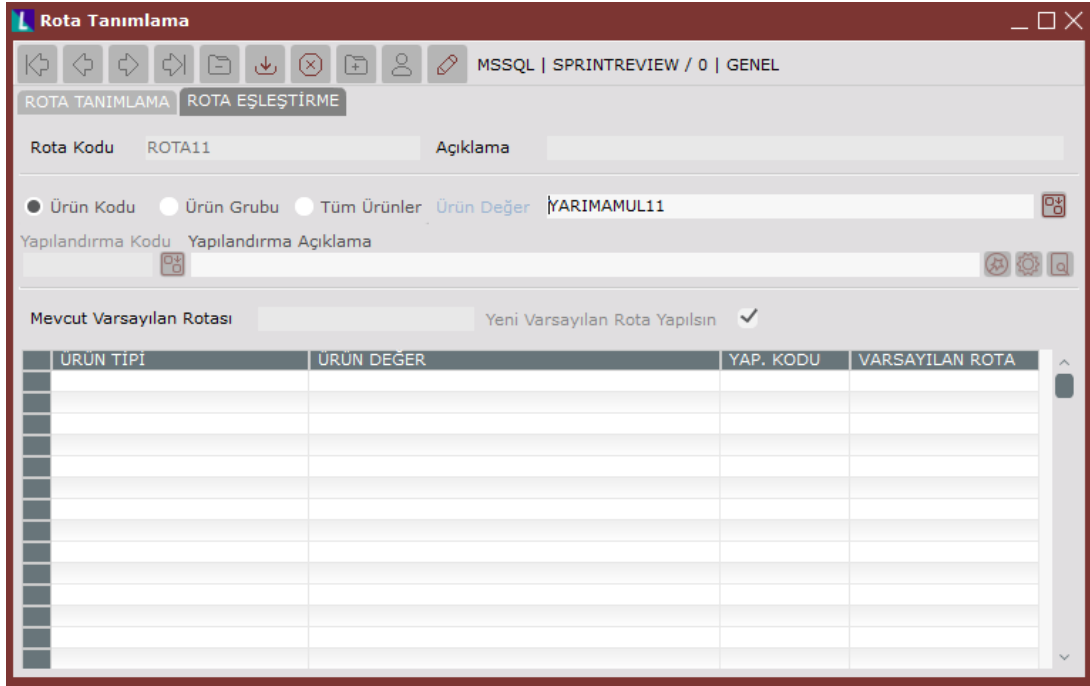 Rota Tanımlama
MSSQL | SPRINTREVIEW / 0 | GENEL
ROTA TANIMLAMA ROTA EŞLEŞTİRME
Rota Kodu ROTA11 Açıklama
Ürün Kodu Ürün Grubu Tüm Ürünler Ürün Değer YARIMAMUL11
Yapılandırma Kodu Yapılandırma Açıklama
Mevcut Varsayılan Rotası Yeni Varsayılan Rota Yapılsın
ÜRÜN TİPİ ÜRÜN DEĞER YAP. KODU VARSAYILAN ROTA